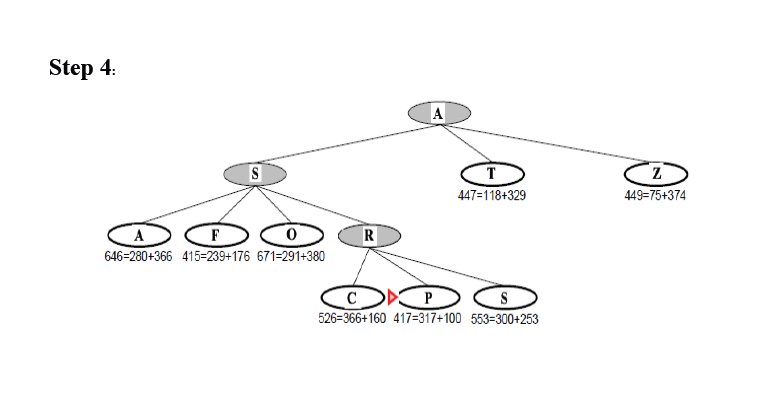 Step 4:
A
S T Z
447=118+329 449=75+374
A F O R
646=280+366 415=239+176 671=291+380
C P S
526=366+160 417=317+100 553=300+253